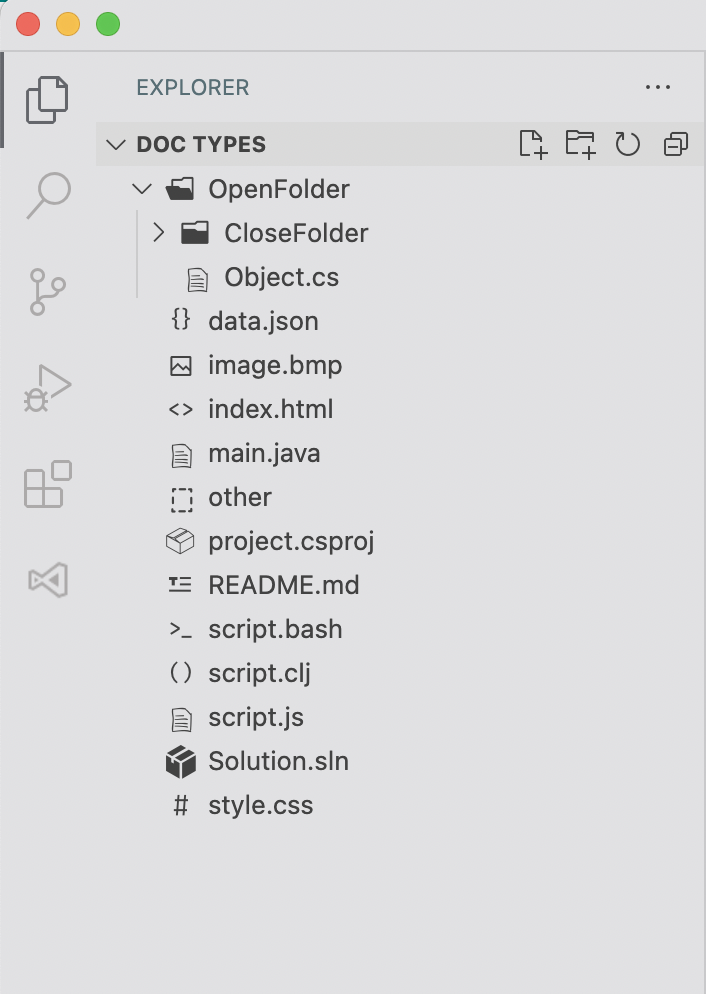 EXPLORER
DOC TYPES
OpenFolder
CloseFolder
Object.cs
data.json
image.bmp
index.html
main.java
other
project.csproj
README.md
script.bash
script.clj
script.js
Solution.sln
style.css